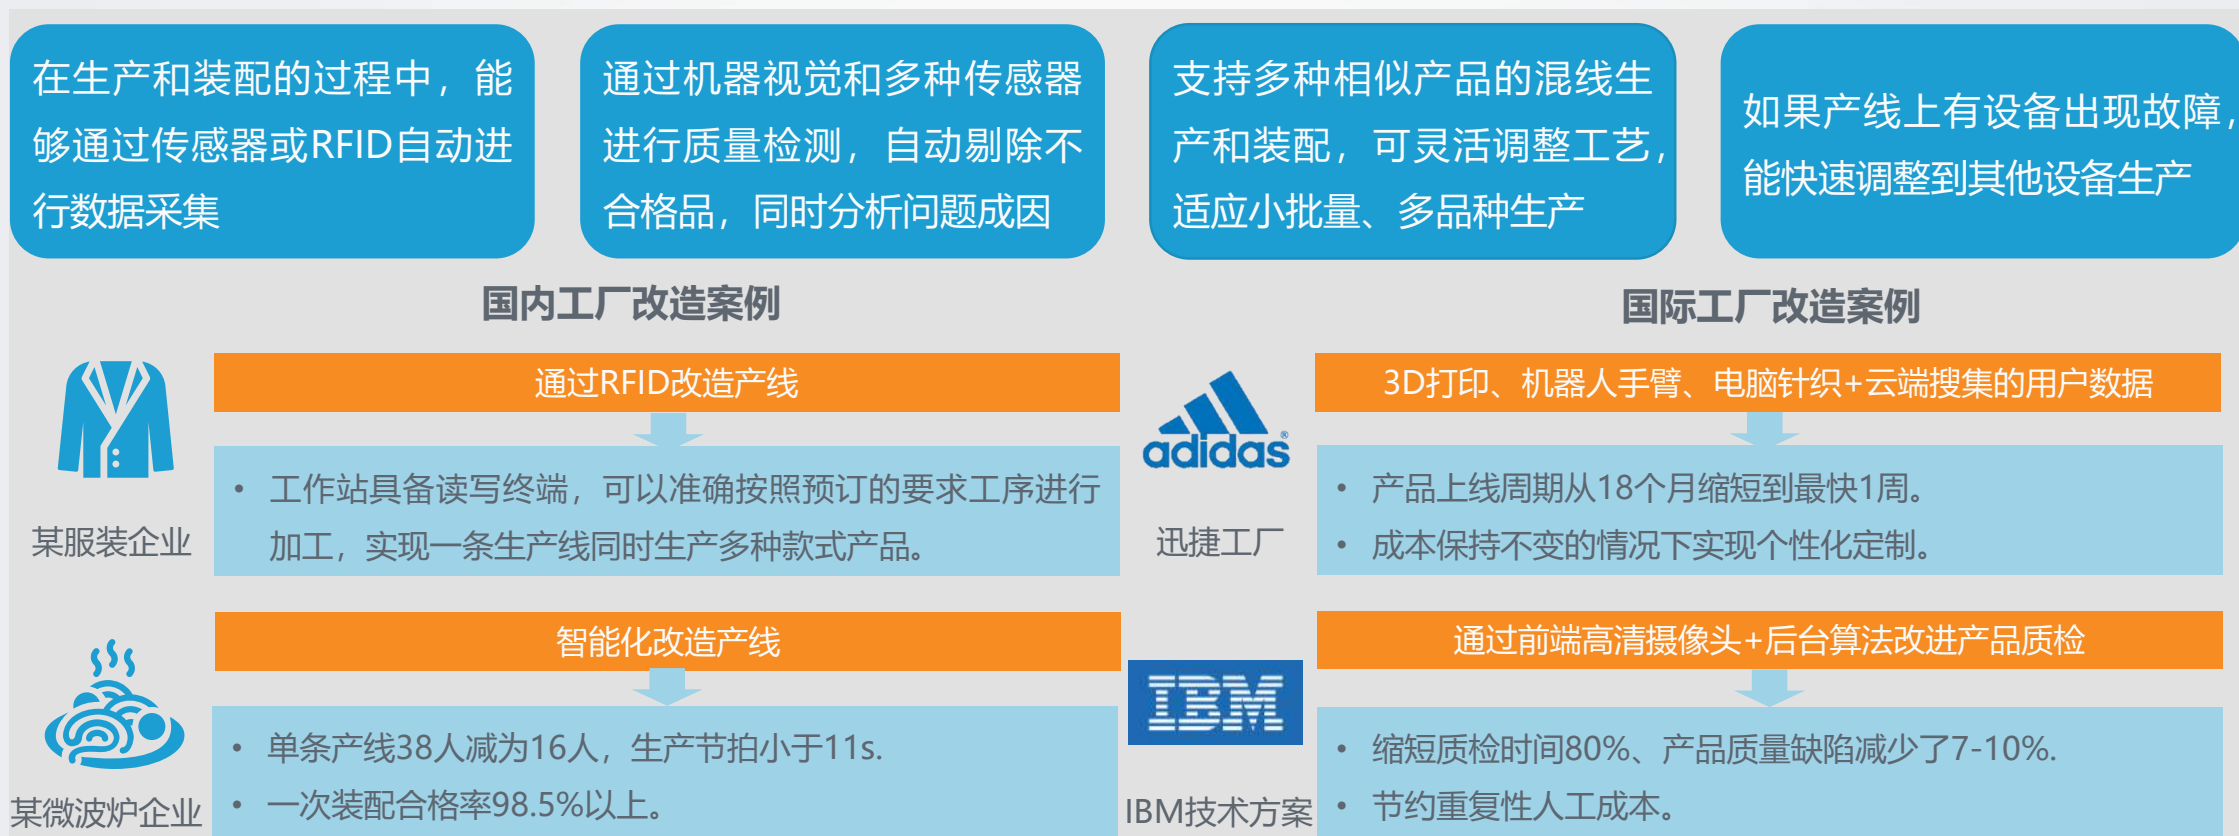 在生产和装配的过程中，能
够通过传感器或RFID自动进
行数据采集
通过机器视觉和多种传感器
进行质量检测，自动剔除不
合格品，同时分析问题成因
支持多种相似产品的混线生
产和装配，可灵活调整工艺，
适应小批量、多品种生产
如果产线上有设备出现故障，
能快速调整到其他设备生产
国内工厂改造案例
某服装企业
通过RFID改造产线
• 工作站具备读写终端，可以准确按照预订的要求工序进行
加工，实现一条生产线同时生产多种款式产品。
某微波炉企业
智能化改造产线
• 单条产线38人减为16人，生产节拍小于11s.
• 一次装配合格率98.5%以上。
国际工厂改造案例
adidas®
迅捷工厂
3D打印、机器人手臂、电脑针织+云端搜集的用户数据
• 产品上线周期从18个月缩短到最快1周。
• 成本保持不变的情况下实现个性化定制。
IBM
IBM技术方案
通过前端高清摄像头+后台算法改进产品质检
• 缩短质检时间80%、产品质量缺陷减少了7-10%.
• 节约重复性人工成本。